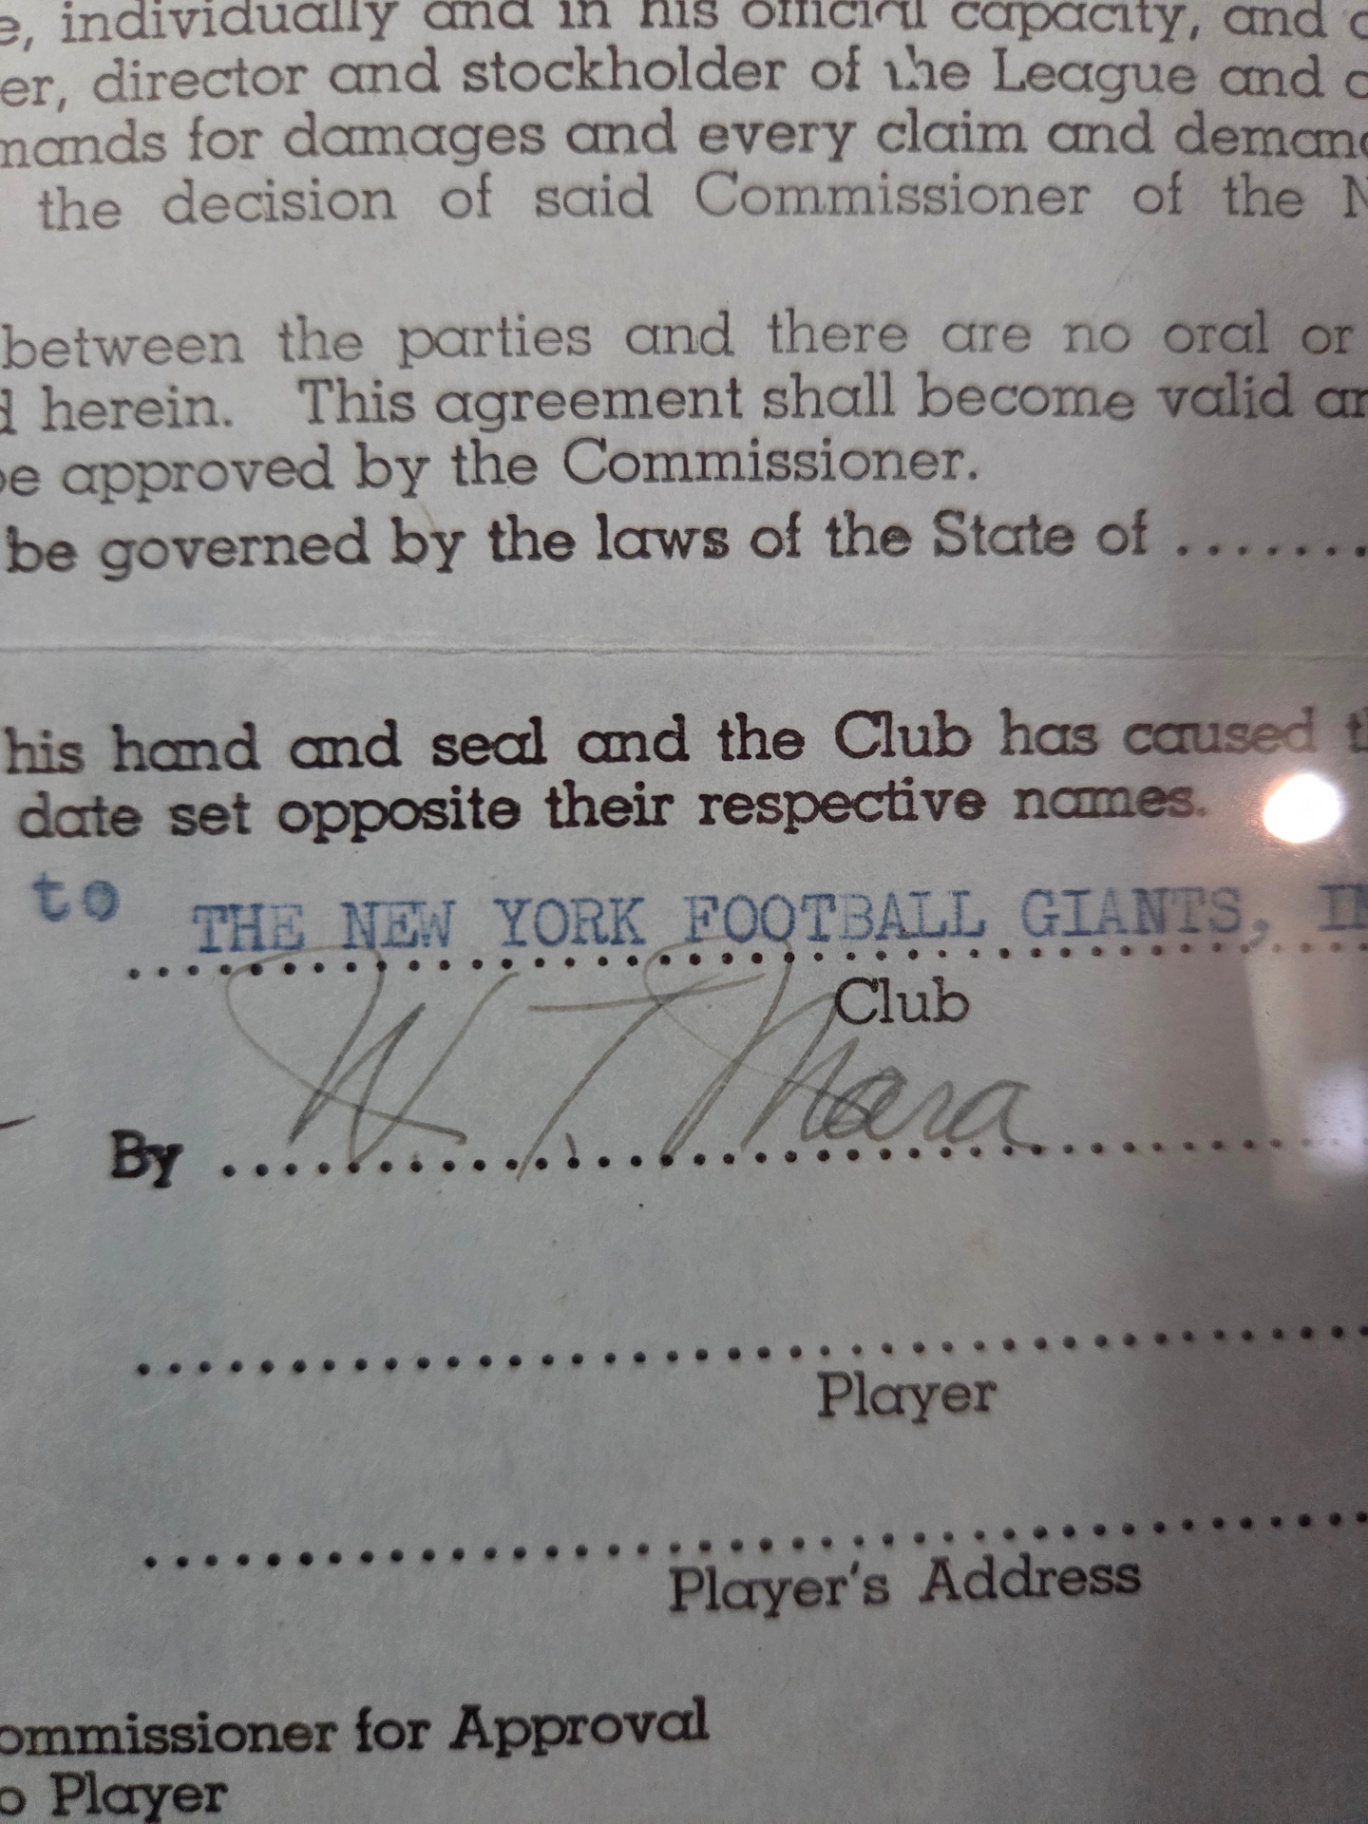 e, individually and in his official capacity, and
er, director and stockholder of the League and
mands for damages and every claim and deman
the decision of said Commissioner of the N
between the parties and there are no oral or
d herein. This agreement shall become valid an
be approved by the Commissioner.
be governed by the laws of the State of .......
his hand and seal and the Club has caused t
date set opposite their respective names.
to THE NEW YORK FOOTBALL GIANTS, IN
Club
By W T Mara
Player
Player's Address
ommissioner for Approval
o Player